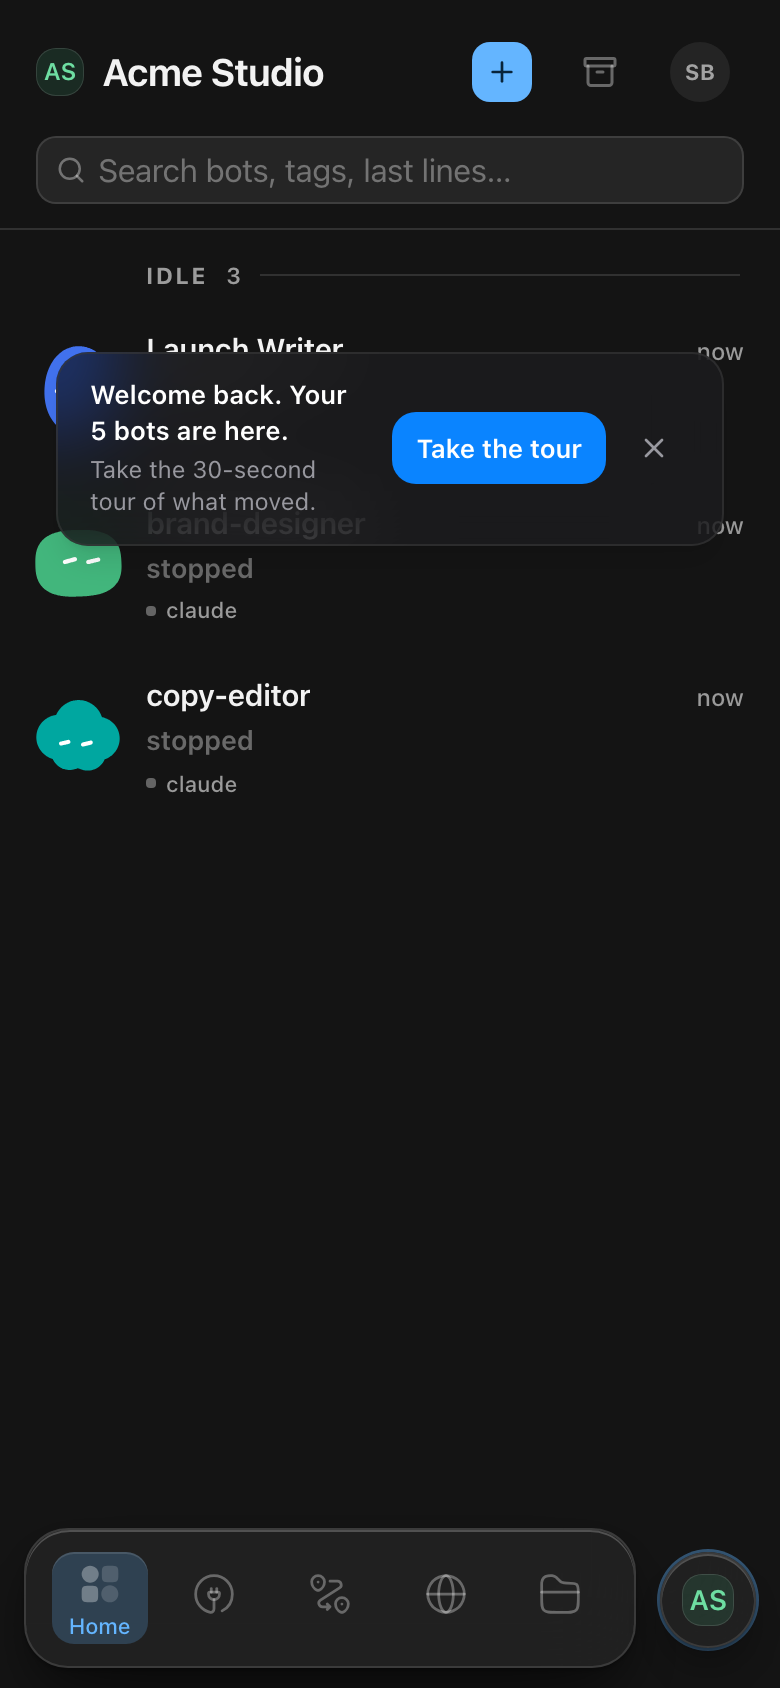 AS Acme Studio SB
Search bots, tags, last lines...
IDLE 3
Launch Writer now
Welcome back. Your
5 bots are here.
Take the 30-second
tour of what moved.
Take the tour
brand-designer now
stopped
claude
copy-editor now
stopped
claude
Home
AS